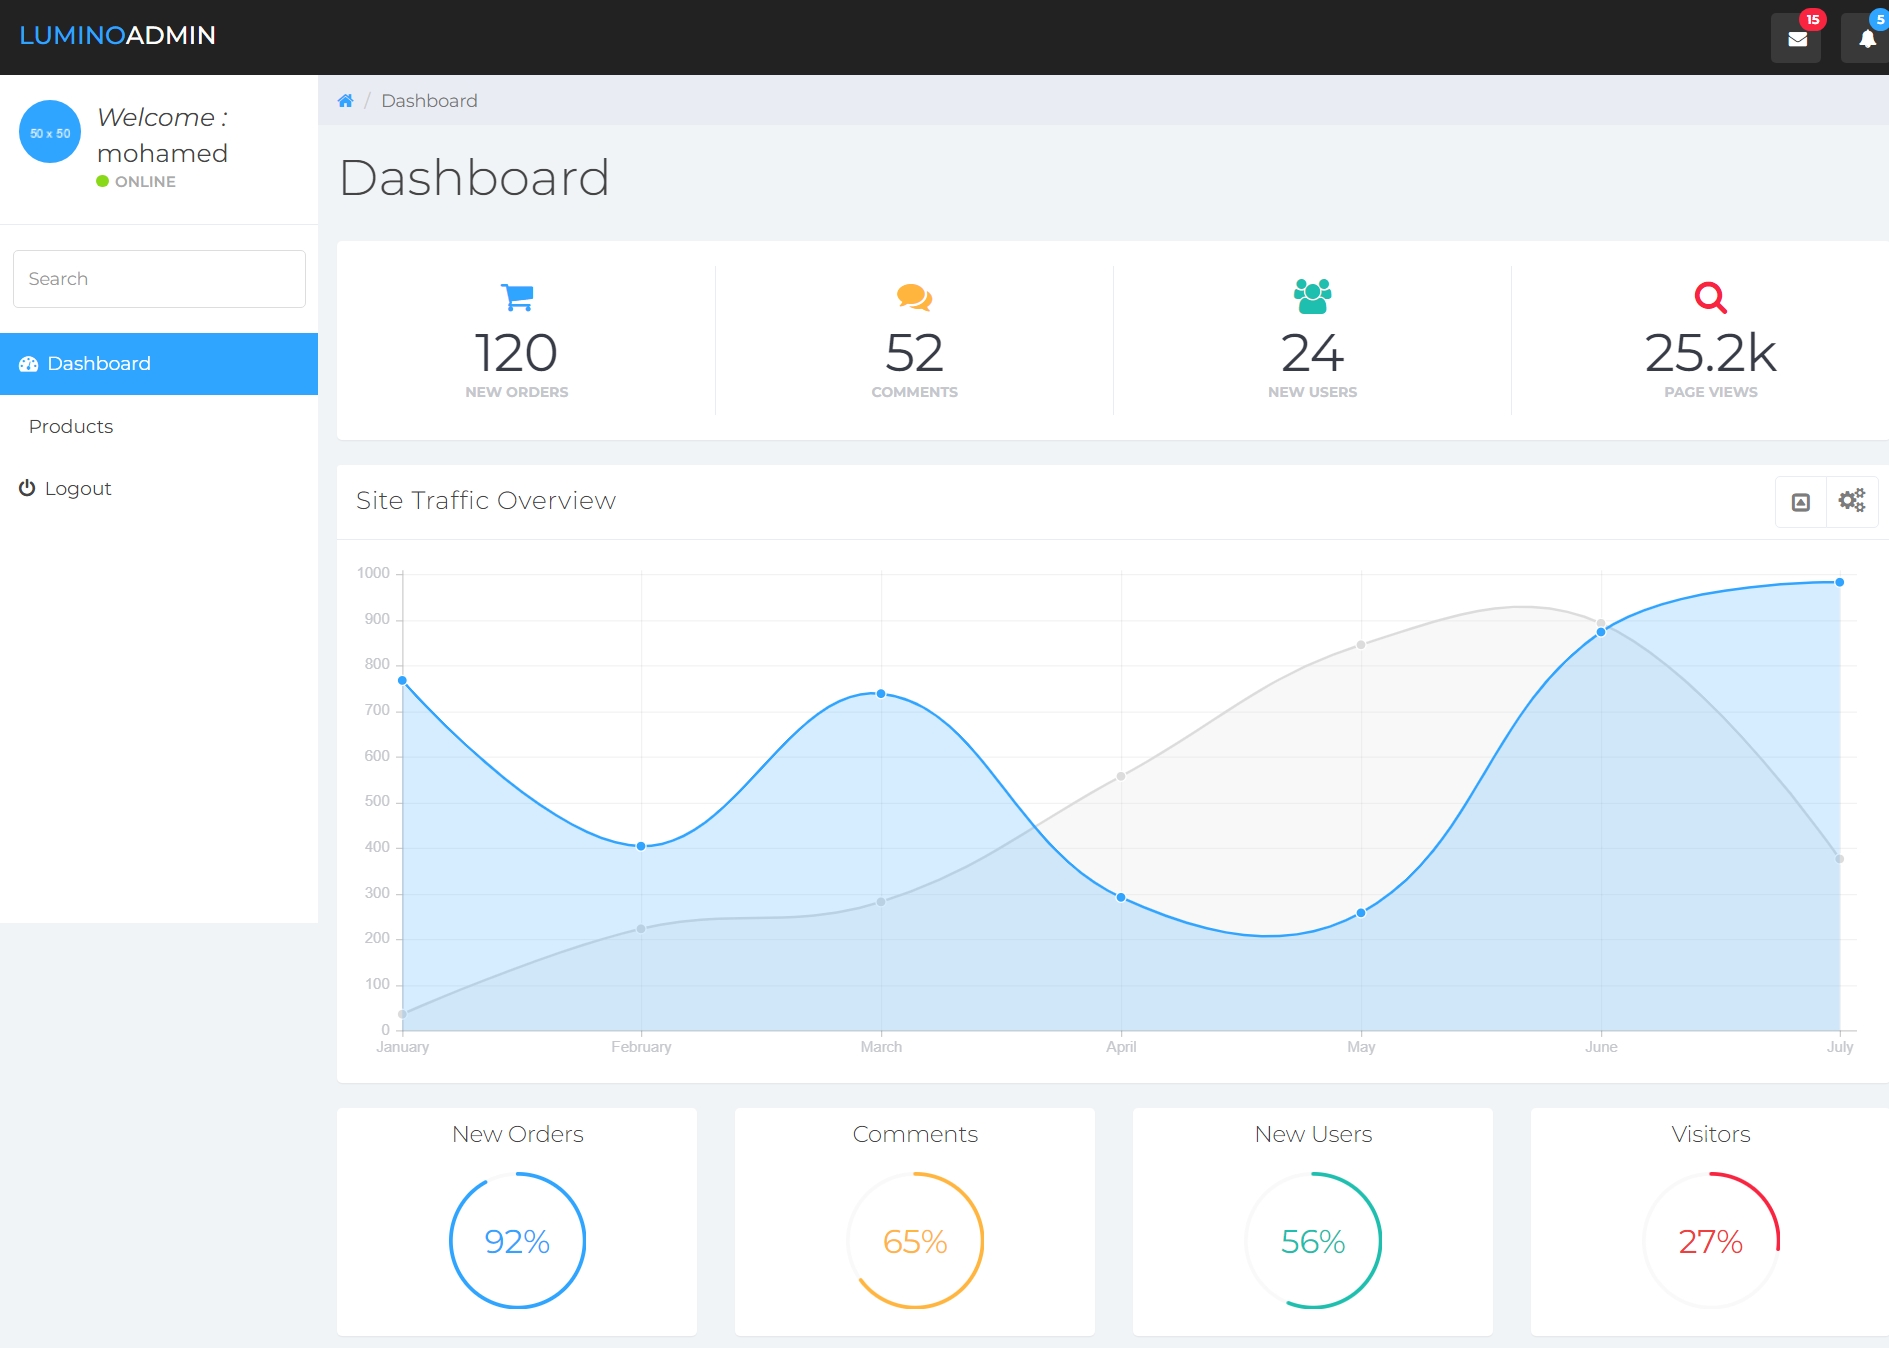 LUMINOADMIN
15
5
50 x 50
Welcome :
mohamed
ONLINE
Search
Dashboard
Products
Logout
/ Dashboard
Dashboard
120
NEW ORDERS
52
COMMENTS
24
NEW USERS
25.2k
PAGE VIEWS
Site Traffic Overview
1000
900
800
700
600
500
400
300
200
100
0
January February March April May June July
New Orders
92%
Comments
65%
New Users
56%
Visitors
27%